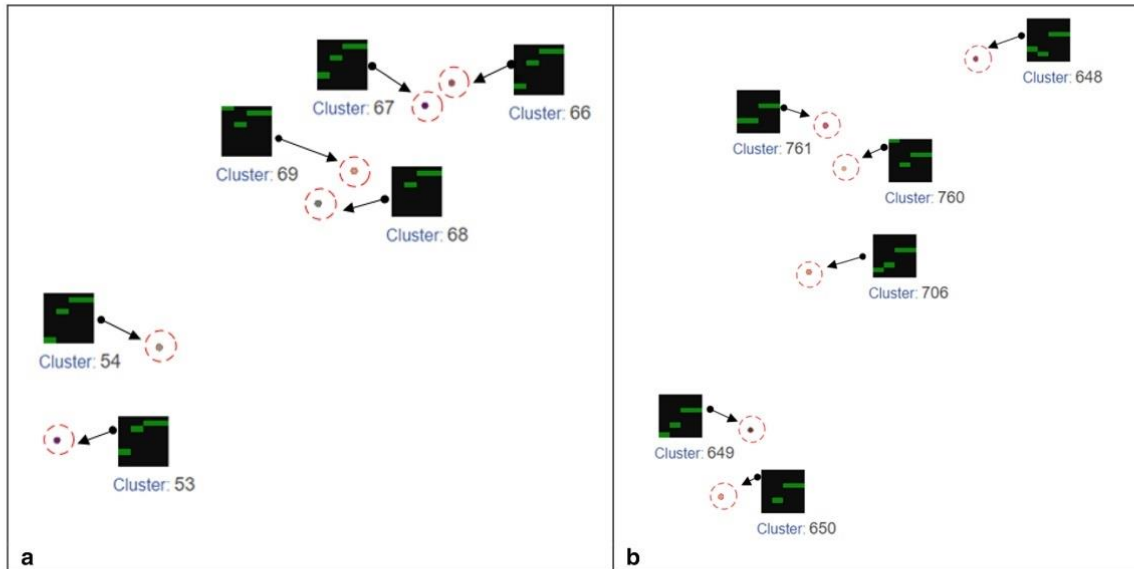 Cluster: 67
Cluster: 66
Cluster: 69
Cluster: 68
Cluster: 54
Cluster: 53
a
Cluster: 648
Cluster: 761
Cluster: 760
Cluster: 706
Cluster: 649
Cluster: 650
b